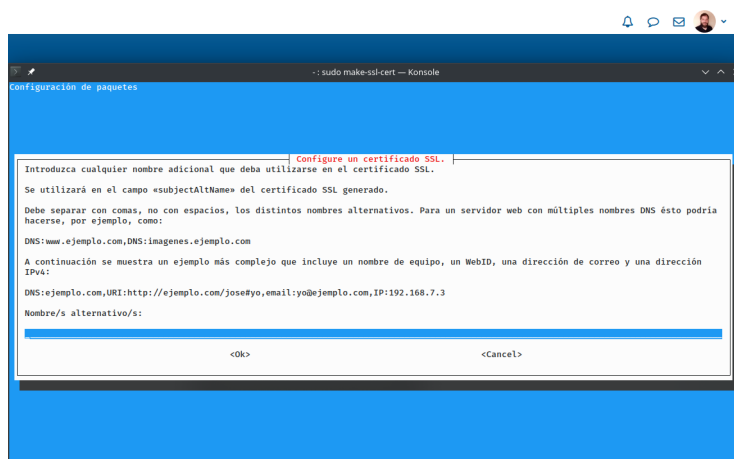 - : sudo make-ssl-cert — Konsole
Configuración de paquetes
Configure un certificado SSL.
Introduzca cualquier nombre adicional que deba utilizarse en el certificado SSL.
Se utilizará en el campo «subjectAltName» del certificado SSL generado.
Debe separar con comas, no con espacios, los distintos nombres alternativos. Para un servidor web con múltiples nombres DNS ésto podría
hacerse, por ejemplo, como:
DNS:www.ejemplo.com,DNS:imagenes.ejemplo.com
A continuación se muestra un ejemplo más complejo que incluye un nombre de equipo, un WebID, una dirección de correo y una dirección
IPv4:
DNS:ejemplo.com,URI:http://ejemplo.com/jose#yo,email:yo@ejemplo.com,IP:192.168.7.3
Nombre/s alternativo/s:
<Ok> <Cancel>